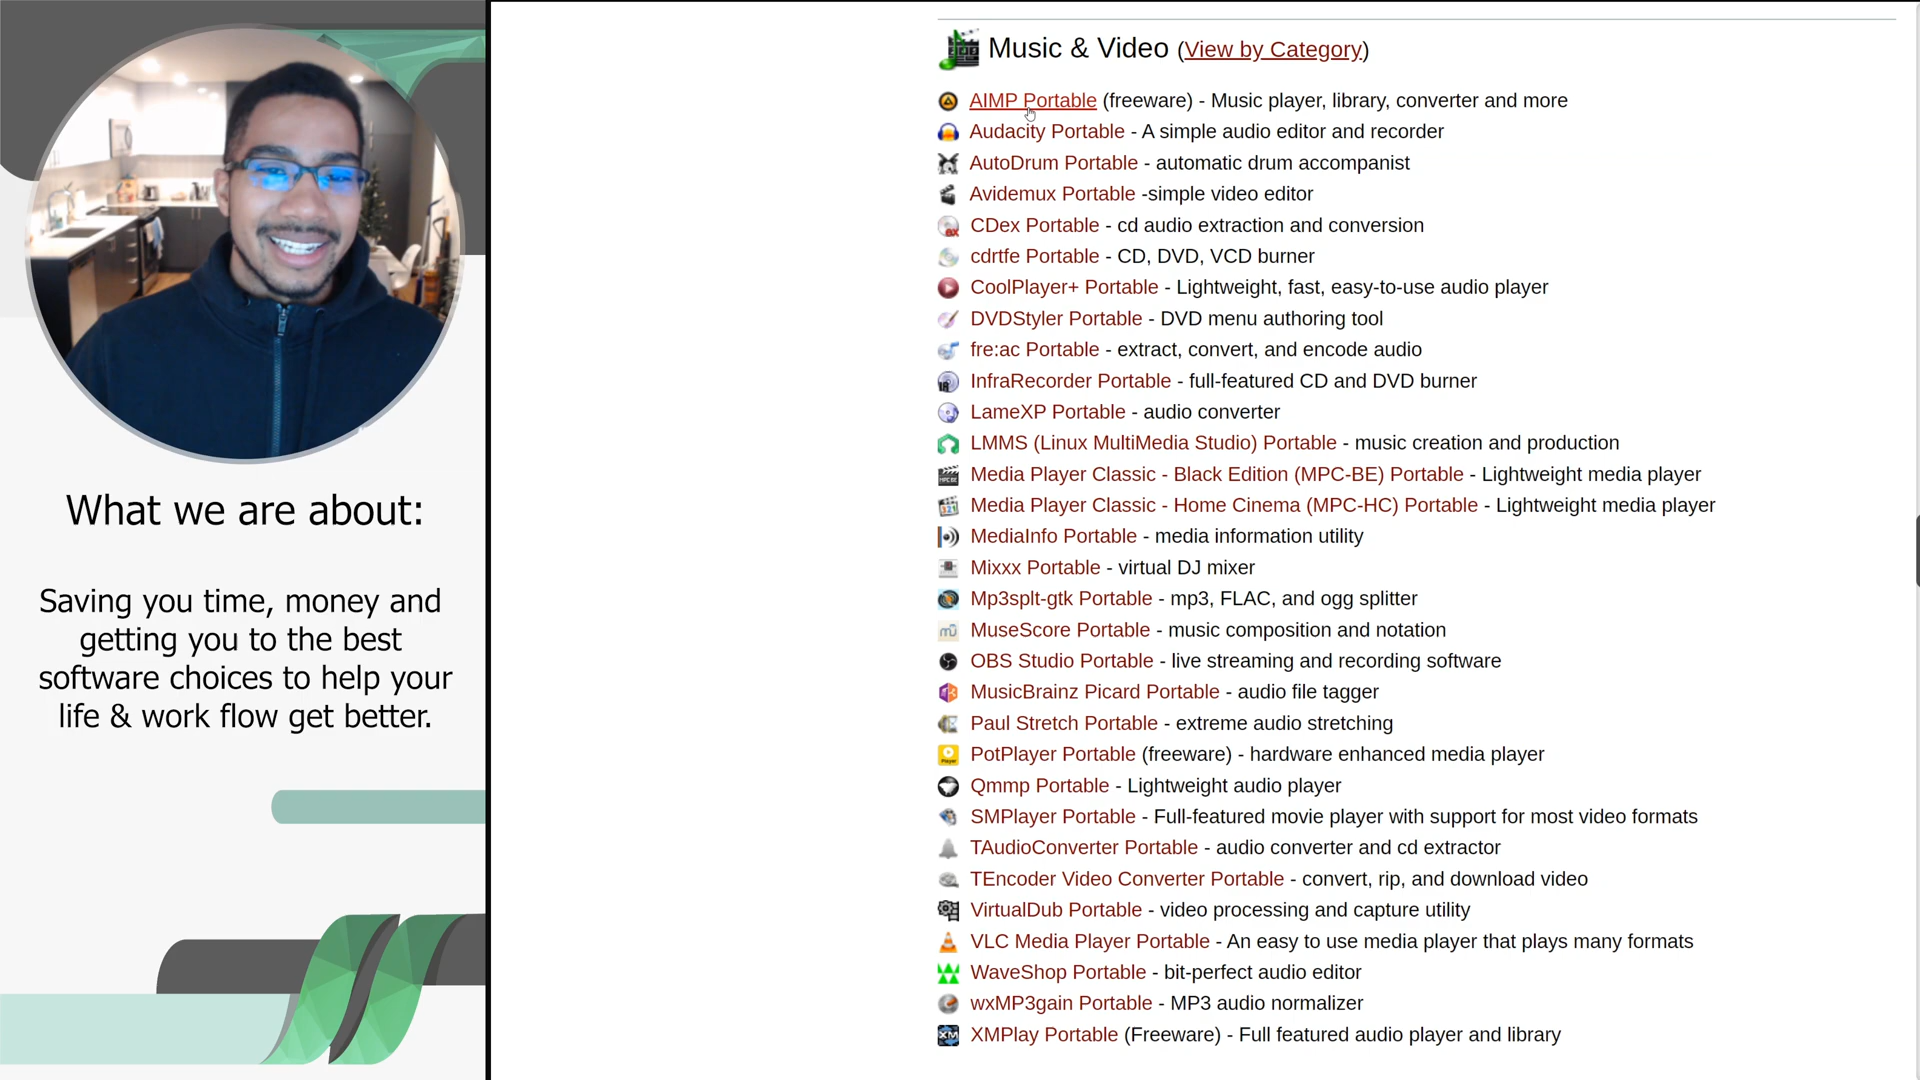 What we are about:
Saving you time, money and
getting you to the best
software choices to help your
life & work flow get better.
Music & Video (View by Category)
AIMP Portable (freeware) - Music player, library, converter and more
Audacity Portable - A simple audio editor and recorder
AutoDrum Portable - automatic drum accompanist
Avidemux Portable -simple video editor
CDex Portable - cd audio extraction and conversion
cdrtfe Portable - CD, DVD, VCD burner
CoolPlayer+ Portable - Lightweight, fast, easy-to-use audio player
DVDStyler Portable - DVD menu authoring tool
fre:ac Portable - extract, convert, and encode audio
InfraRecorder Portable - full-featured CD and DVD burner
LameXP Portable - audio converter
LMMS (Linux MultiMedia Studio) Portable - music creation and production
Media Player Classic - Black Edition (MPC-BE) Portable - Lightweight media player
Media Player Classic - Home Cinema (MPC-HC) Portable - Lightweight media player
MediaInfo Portable - media information utility
Mixxx Portable - virtual DJ mixer
Mp3splt-gtk Portable - mp3, FLAC, and ogg splitter
MuseScore Portable - music composition and notation
OBS Studio Portable - live streaming and recording software
MusicBrainz Picard Portable - audio file tagger
Paul Stretch Portable - extreme audio stretching
PotPlayer Portable (freeware) - hardware enhanced media player
Qmmp Portable - Lightweight audio player
SMPlayer Portable - Full-featured movie player with support for most video formats
TAudioConverter Portable - audio converter and cd extractor
TEncoder Video Converter Portable - convert, rip, and download video
VirtualDub Portable - video processing and capture utility
VLC Media Player Portable - An easy to use media player that plays many formats
WaveShop Portable - bit-perfect audio editor
wxMP3gain Portable - MP3 audio normalizer
XMPlay Portable (Freeware) - Full featured audio player and library